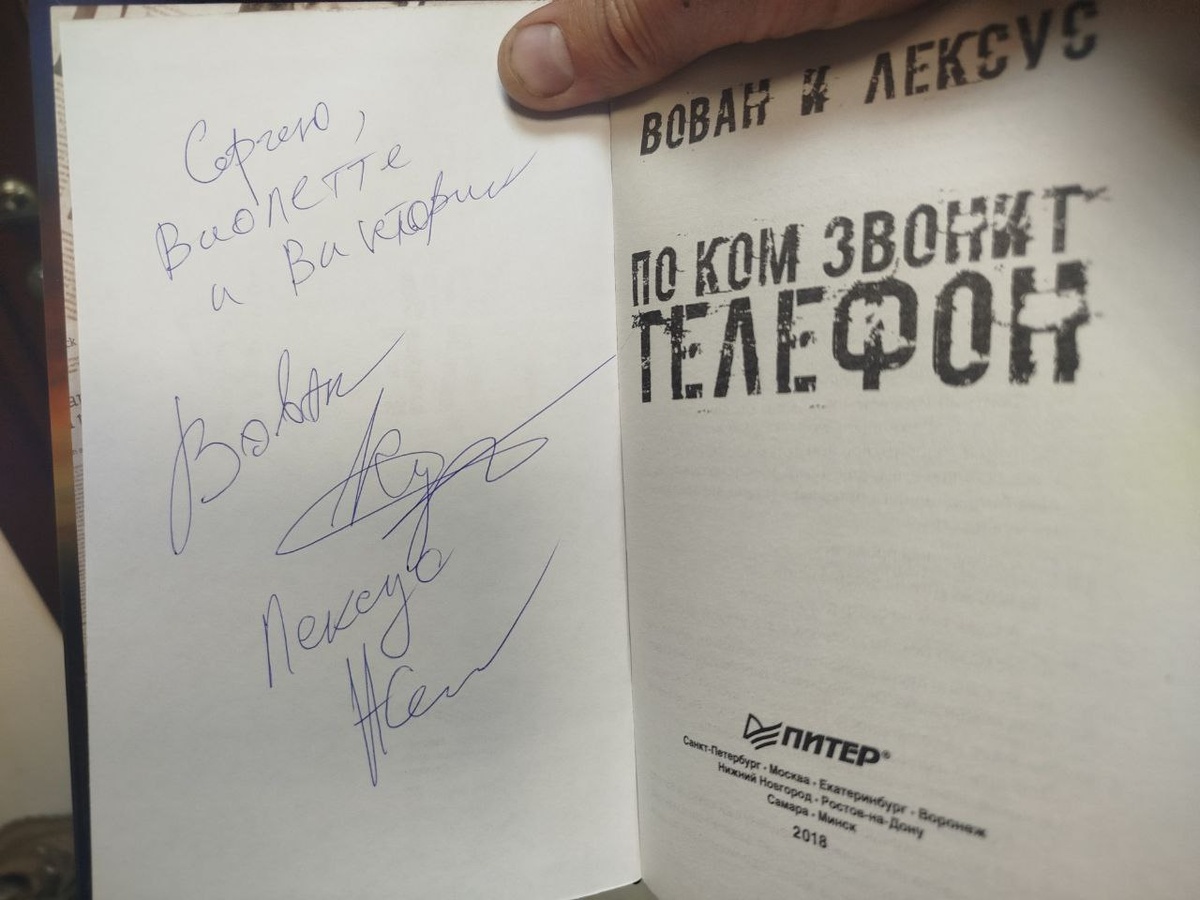 Сергею,
Виолетте
и Виктории
Вован
Лексус
ВОВАН И ЛЕКСУС
ПО КОМ ЗВОНИТ
ТЕЛЕФОН
ПИТЕР®
Санкт-Петербург · Москва · Екатеринбург · Воронеж
Нижний Новгород · Ростов-на-Дону
Самара · Минск
2018